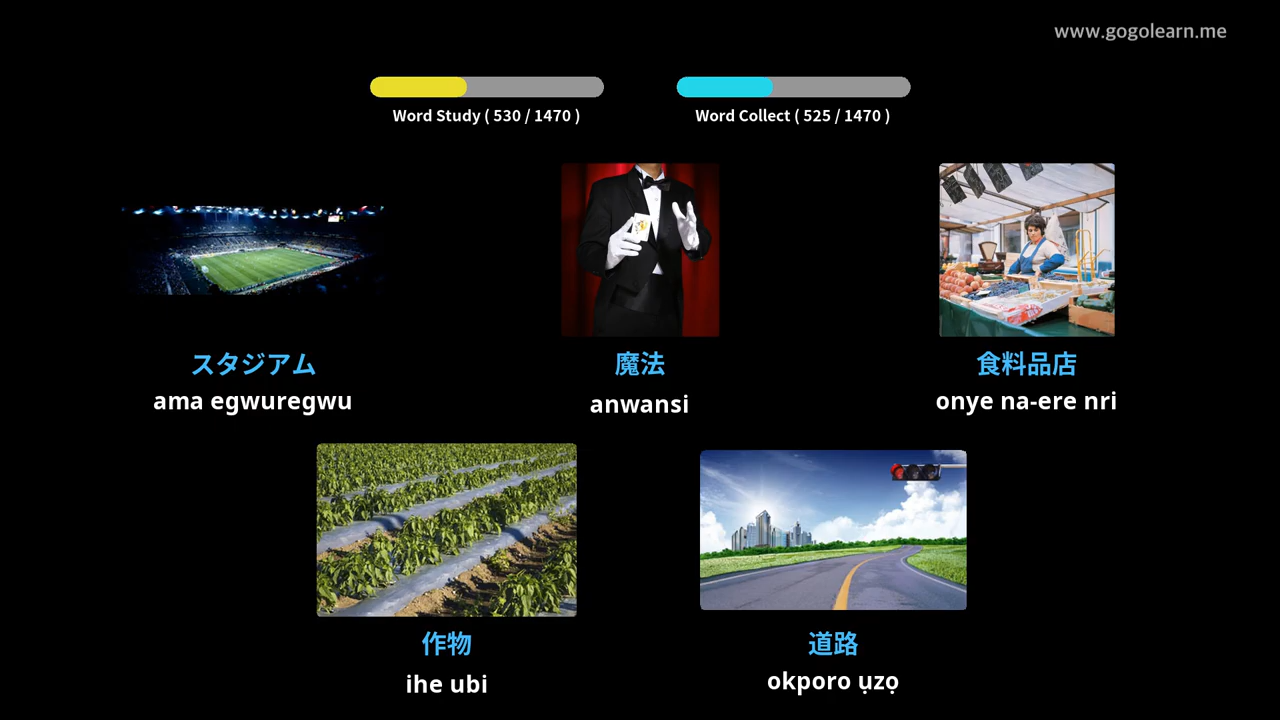 www.gogolearn.me
Word Study ( 530 / 1470 )
Word Collect ( 525 / 1470 )
スタジアム
ama egwuregwu
魔法
anwansi
食料品店
onye na-ere nri
作物
ihe ubi
道路
okporo ụzọ